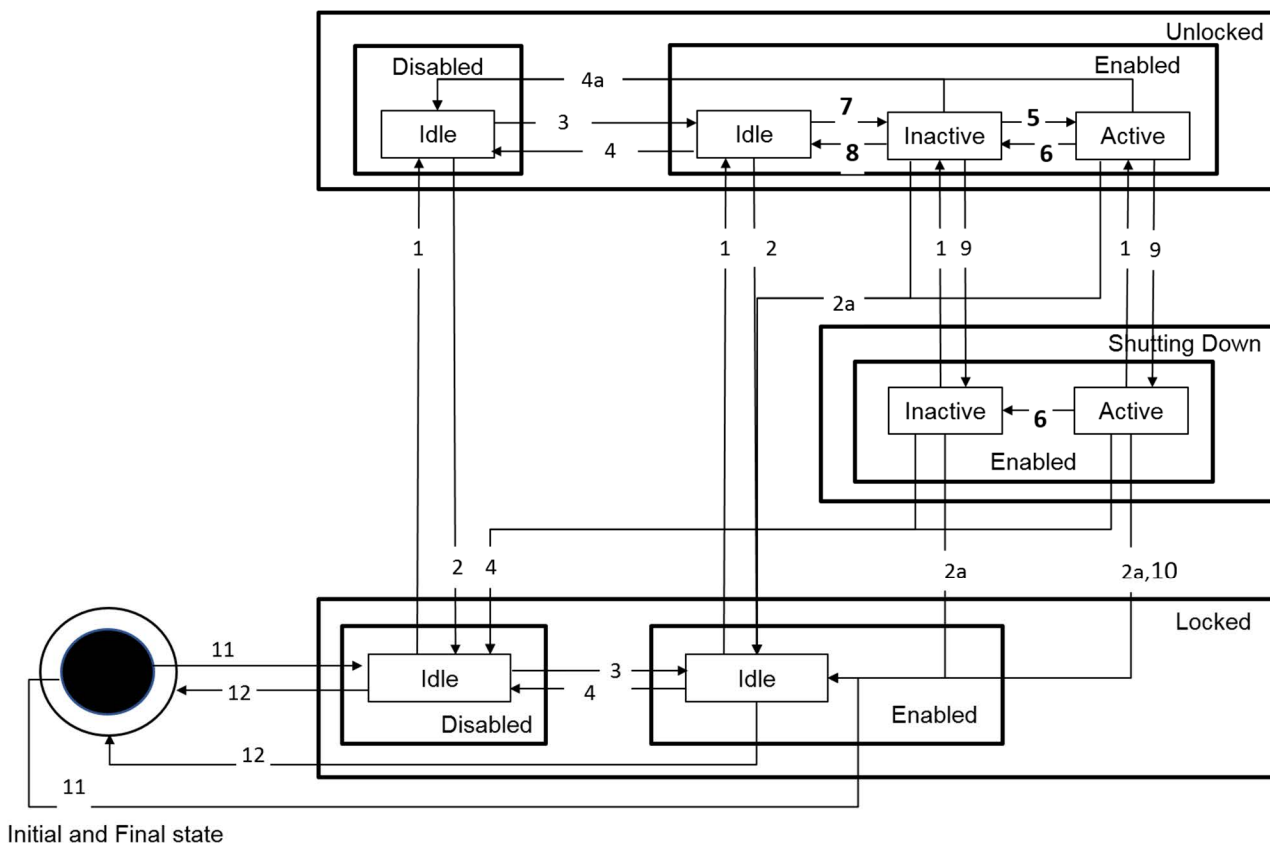 Unlocked
Disabled
Enabled
4a
Idle
3
4
Idle
7
8
Inactive
5
6
Active
1
1
2
1
9
1
9
2a
Shutting Down
Inactive
6
Active
Enabled
2
4
2a
2a,10
Locked
11
12
Idle
3
4
Idle
Disabled
Enabled
12
11
Initial and Final state